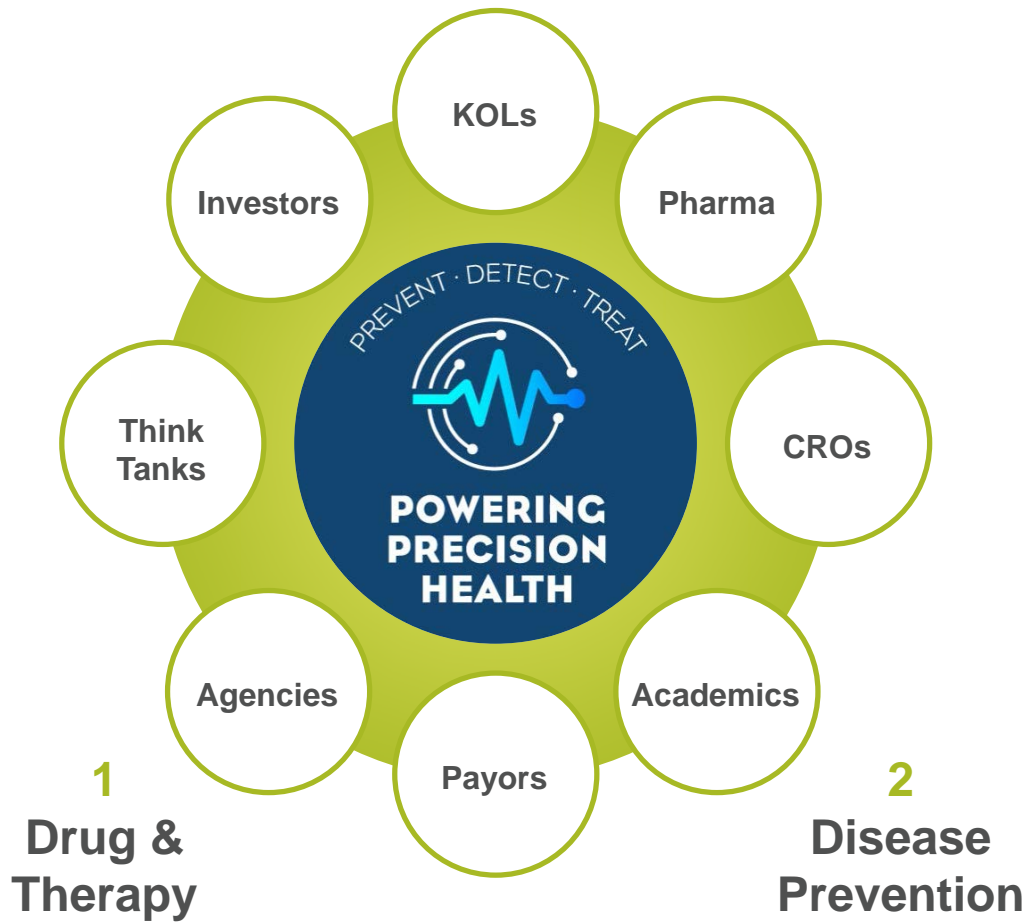 KOLs
Investors
Pharma
PREVENT · DETECT · TREAT
Think
Tanks
CROs
POWERING
PRECISION
HEALTH
Agencies
Academics
Payors
1
Drug &
Therapy
2
Disease
Prevention